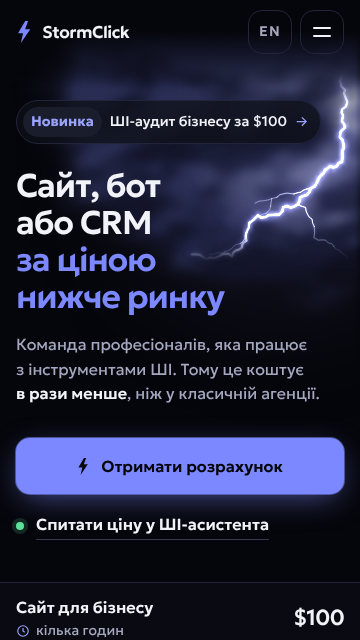 StormClick
EN
Новинка ШІ-аудит бізнесу за $100 →
Сайт, бот
або CRM
за ціною
нижче ринку
Команда професіоналів, яка працює
з інструментами ШІ. Тому це коштує
в рази менше, ніж у класичній агенції.
Отримати розрахунок
Спитати ціну у ШІ-асистента
Сайт для бізнесу
$100
кілька годин